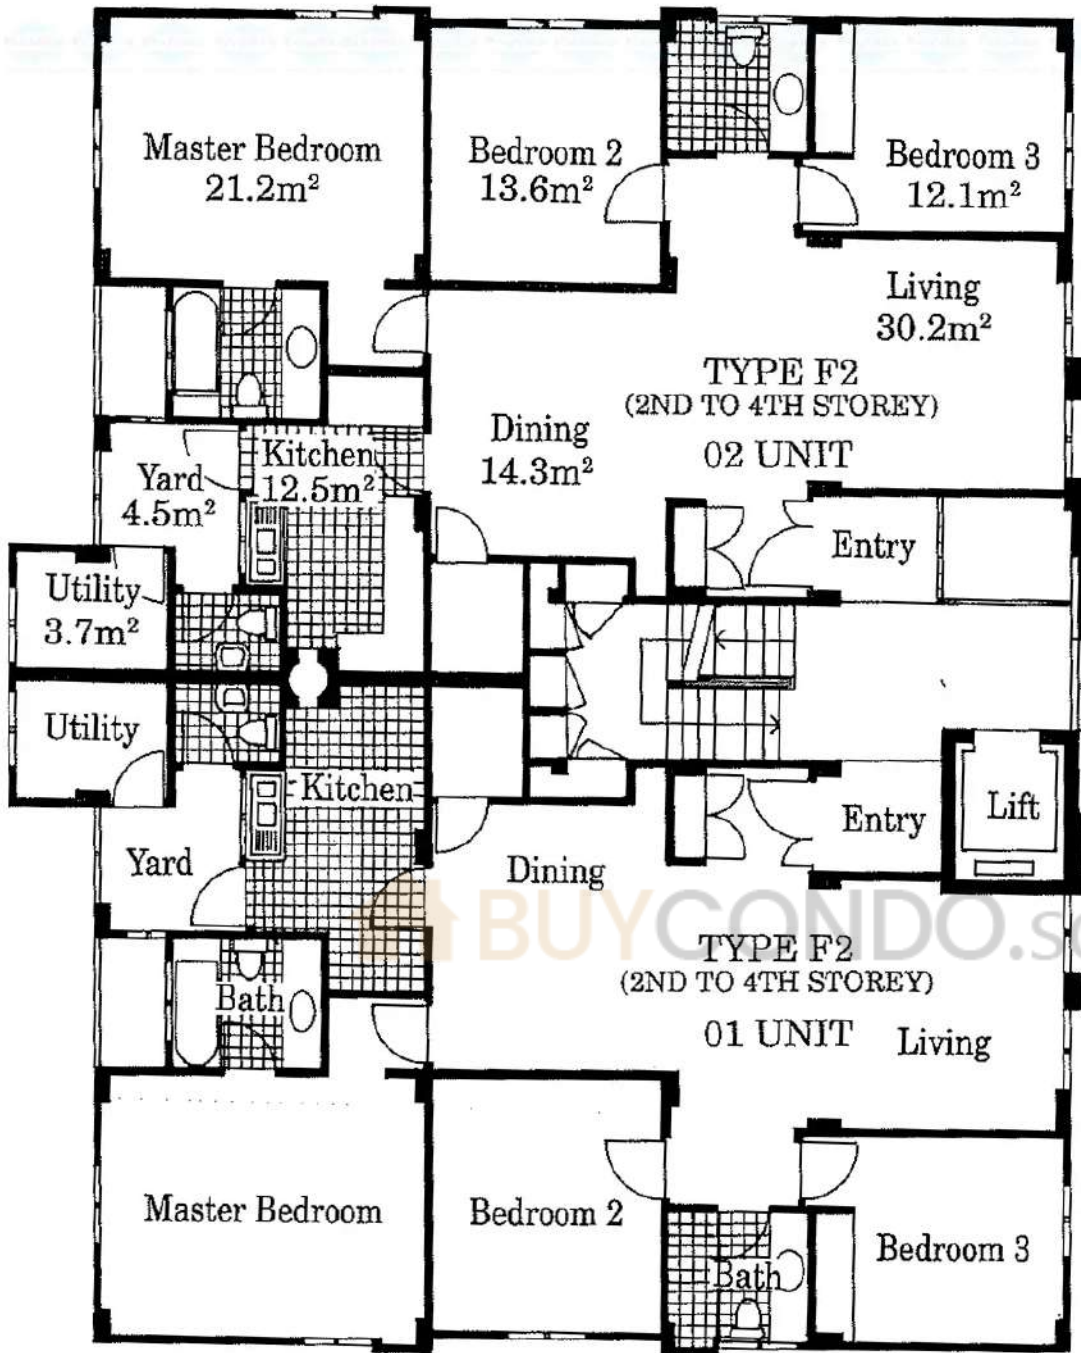 Master Bedroom
21.2m²
Bedroom 2
13.6m²
Bedroom 3
12.1m²
Living
30.2m²
TYPE F2
(2ND TO 4TH STOREY)
02 UNIT
Dining
14.3m²
Kitchen
12.5m²
Yard
4.5m²
Entry
Utility
3.7m²
Utility
Kitchen
Entry
Lift
Yard
Dining
BUYCONDO.s
TYPE F2
(2ND TO 4TH STOREY)
01 UNIT
Living
Bath
Master Bedroom
Bedroom 2
Bedroom 3
Bath